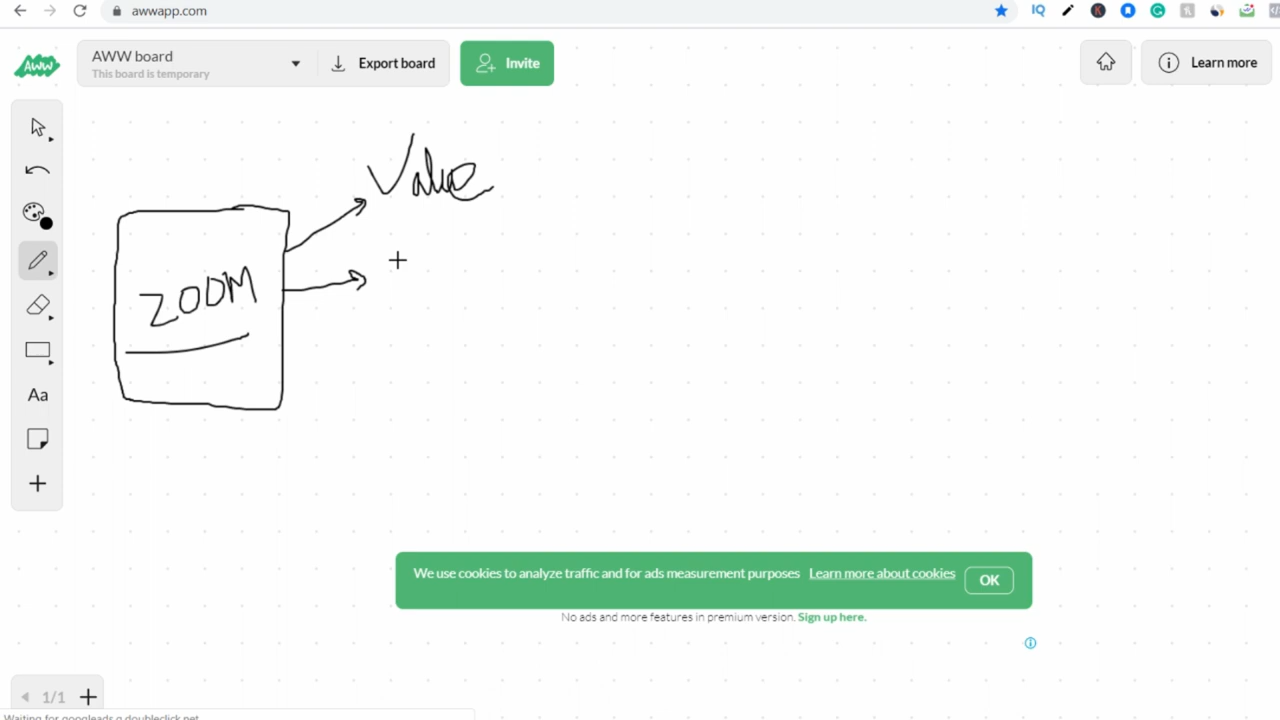 awwapp.com
IQ
AWW
AWW board
This board is temporary
Export board
Invite
Learn more
Value
ZOOM
Aa
We use cookies to analyze traffic and for ads measurement purposes Learn more about cookies OK
No ads and more features in premium version. Sign up here.
1/1
Waiting for googleads.g.doubleclick.net